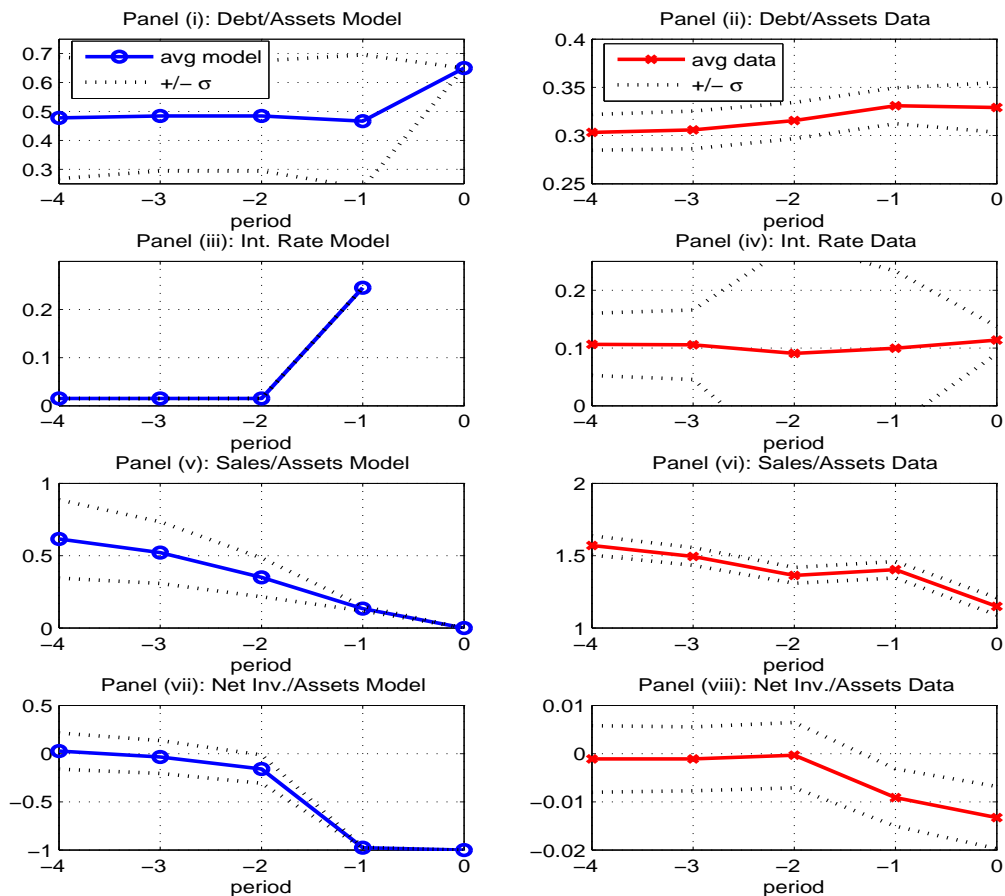 Panel (i): Debt/Assets Model
0.7
0.6
0.5
0.4
0.3
avg model
+/− σ
−4 −3 −2 −1 0
period
Panel (ii): Debt/Assets Data
0.4
0.35
0.3
0.25
avg data
+/− σ
−4 −3 −2 −1 0
period
Panel (iii): Int. Rate Model
0.2
0.1
0
−4 −3 −2 −1 0
period
Panel (iv): Int. Rate Data
0.2
0.1
0
−4 −3 −2 −1 0
period
Panel (v): Sales/Assets Model
1
0.5
0
−4 −3 −2 −1 0
period
Panel (vi): Sales/Assets Data
2
1.5
1
−4 −3 −2 −1 0
period
Panel (vii): Net Inv./Assets Model
0.5
0
−0.5
−1
−4 −3 −2 −1 0
period
Panel (viii): Net Inv./Assets Data
0.01
0
−0.01
−0.02
−4 −3 −2 −1 0
period